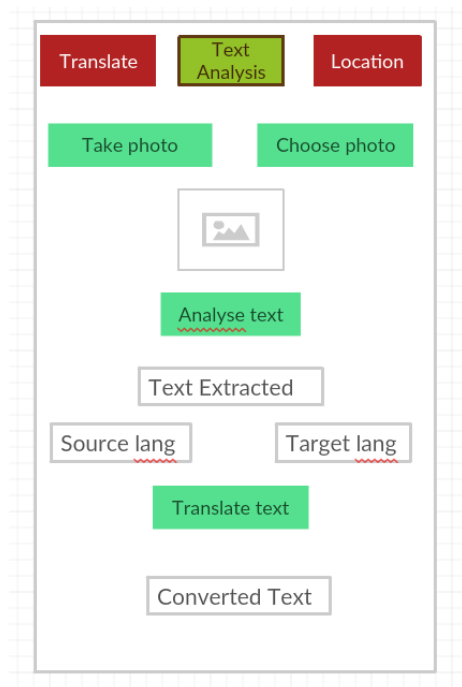 Translate
Text
Analysis
Location
Take photo
Choose photo
Analyse text
Text Extracted
Source lang
Target lang
Translate text
Converted Text